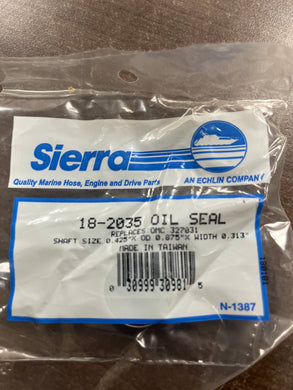 Sierra
Quality Marine Hose, Engine and Drive Parts
AN ECHLIN COMPANY
18-2035 OIL SEAL
REPLACES OMC 327031
SHAFT SIZE 0.425"X OD 0.875"X WIDTH 0.313"
MADE IN TAIWAN
0 30999 30981 5
N-1387